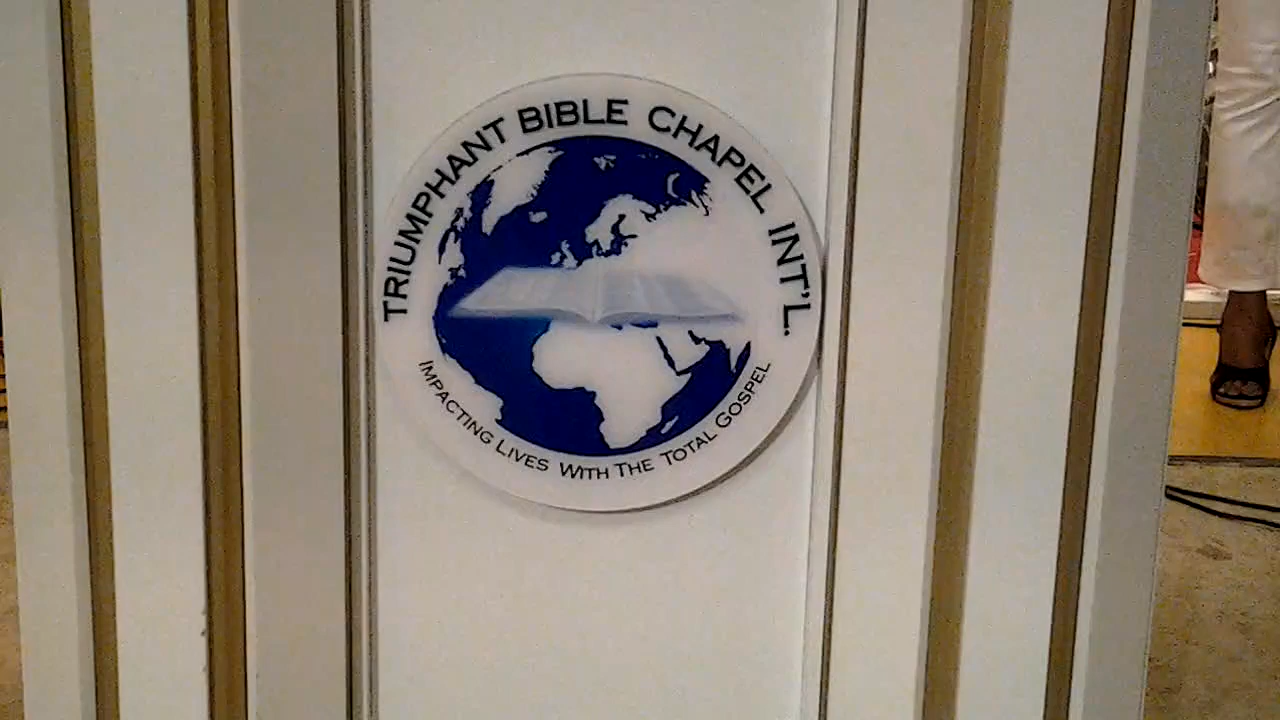 TRIUMPHANT BIBLE CHAPEL INT'L.
IMPACTING LIVES WITH THE TOTAL GOSPEL